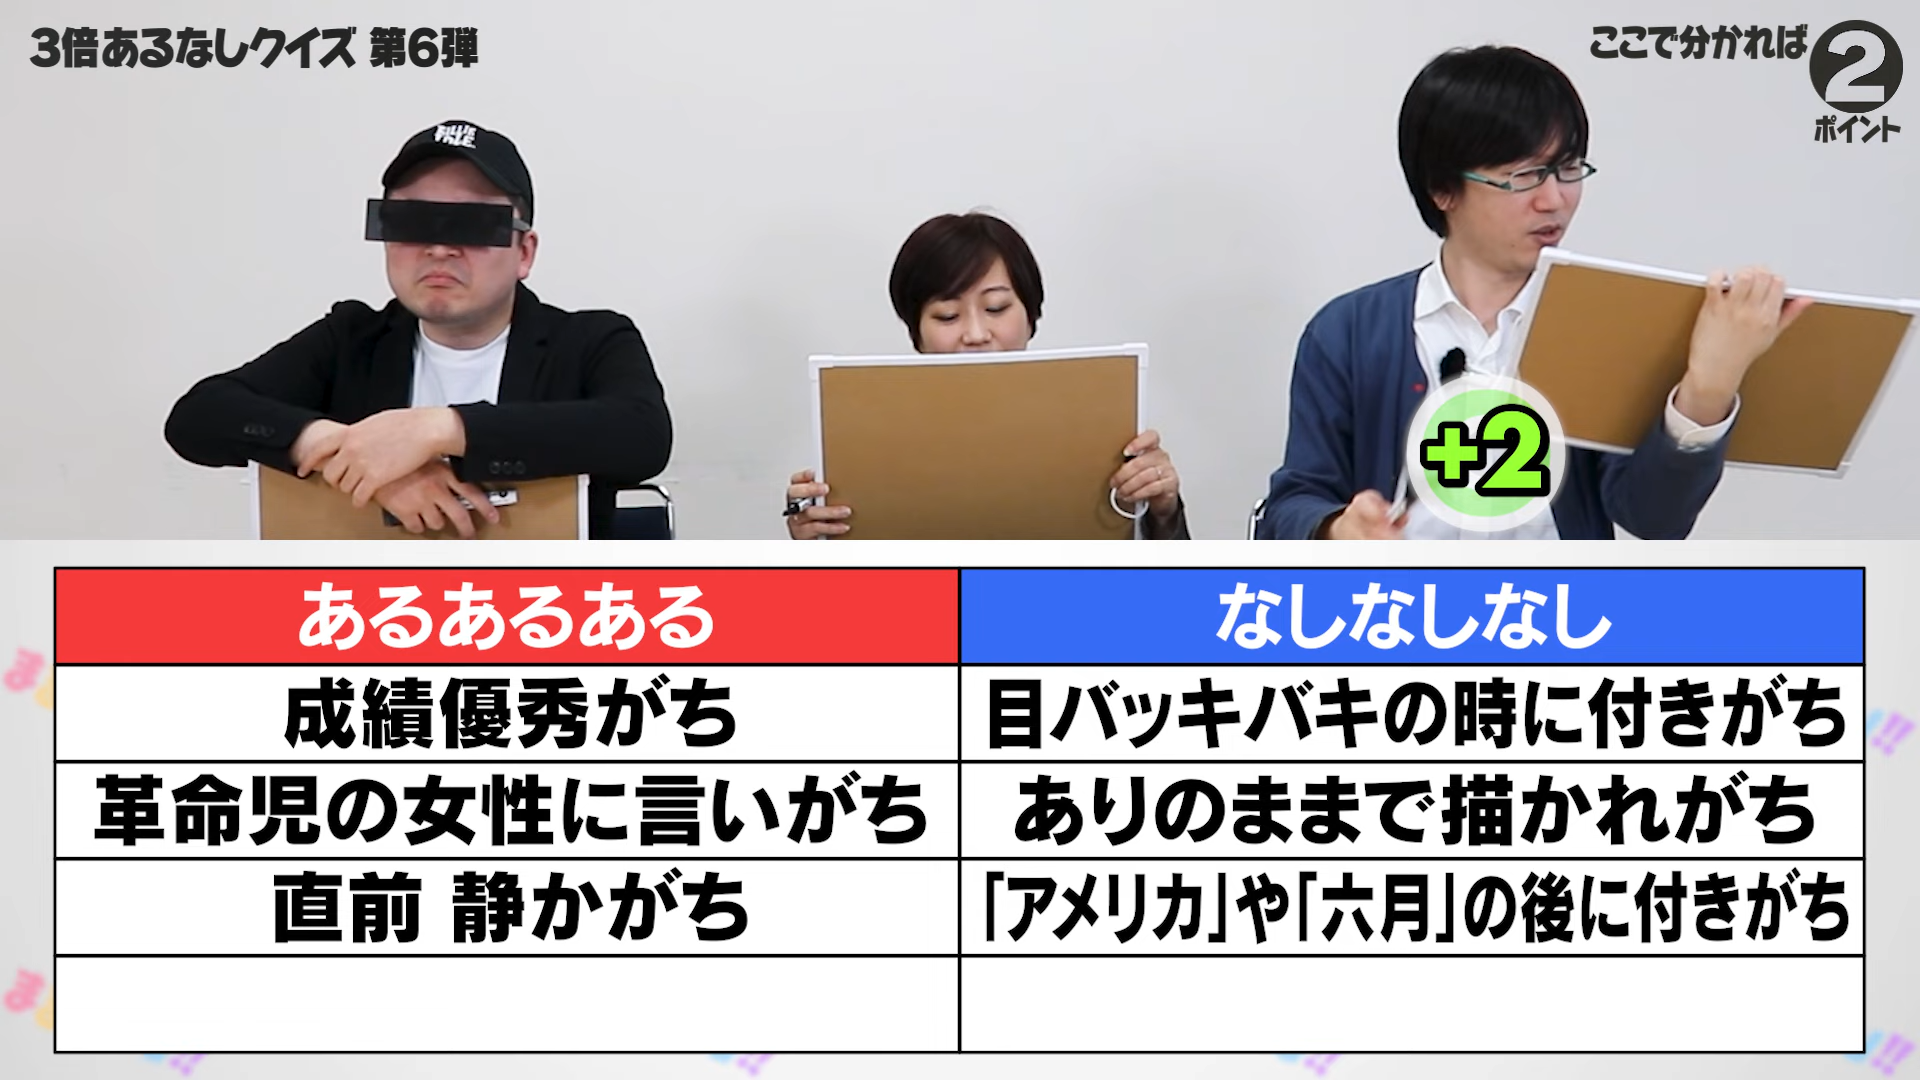 3倍あるなしクイズ 第6弾
ここで分かれば
2
ポイント
+2
あるあるある
なしなしなし
成績優秀がち
目バッキバキの時に付きがち
革命児の女性に言いがち
ありのままで描かれがち
直前 静かがち
「アメリカ」や「六月」の後に付きがち